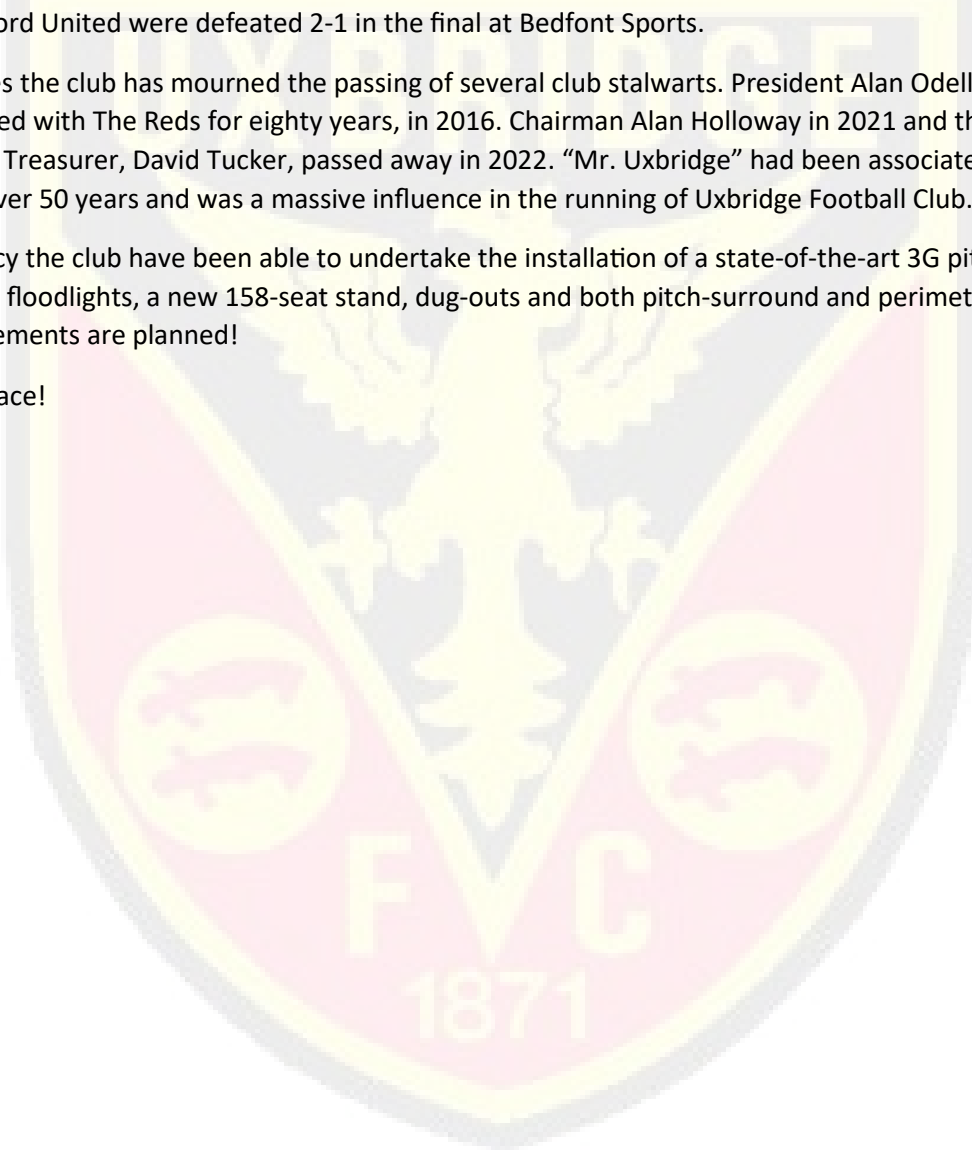 ord United were defeated 2-1 in the final at Bedfont Sports.
es the club has mourned the passing of several club stalwarts. President Alan Odell
ed with The Reds for eighty years, in 2016. Chairman Alan Holloway in 2021 and th
Treasurer, David Tucker, passed away in 2022. “Mr. Uxbridge” had been associate
ver 50 years and was a massive influence in the running of Uxbridge Football Club.
cy the club have been able to undertake the installation of a state-of-the-art 3G pit
floodlights, a new 158-seat stand, dug-outs and both pitch-surround and perimet
ements are planned!
ace!
UXBRIDGE
F C
1871